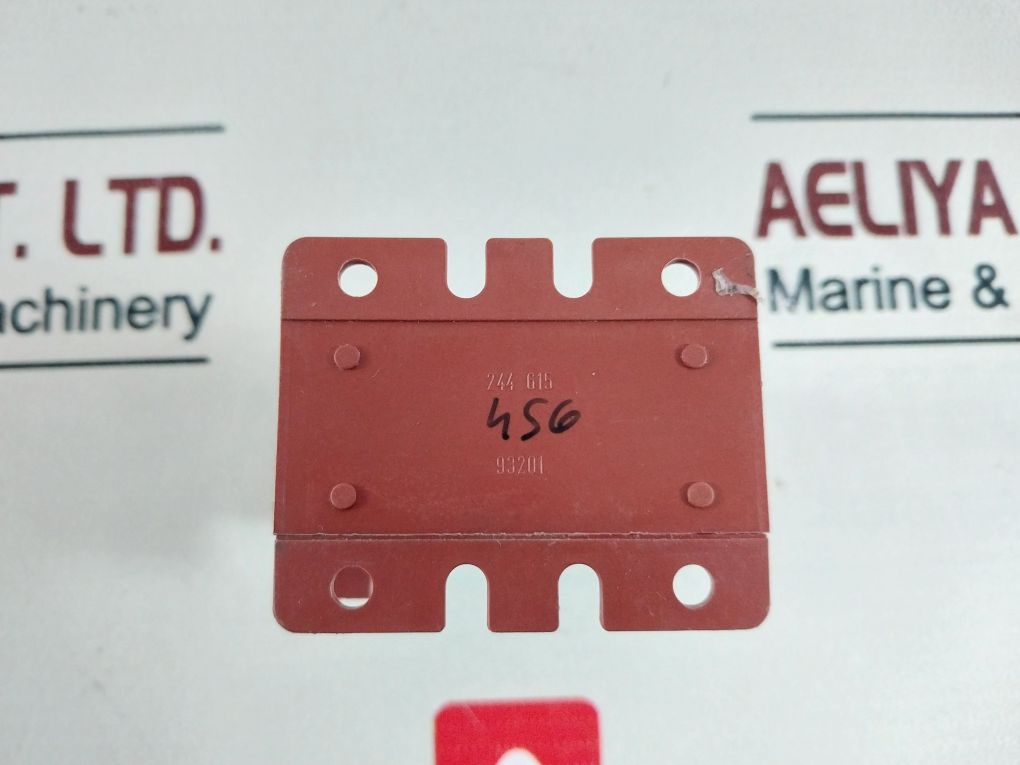 T. LTD.
achinery
AELIYA
Marine &
244 615
456
93201